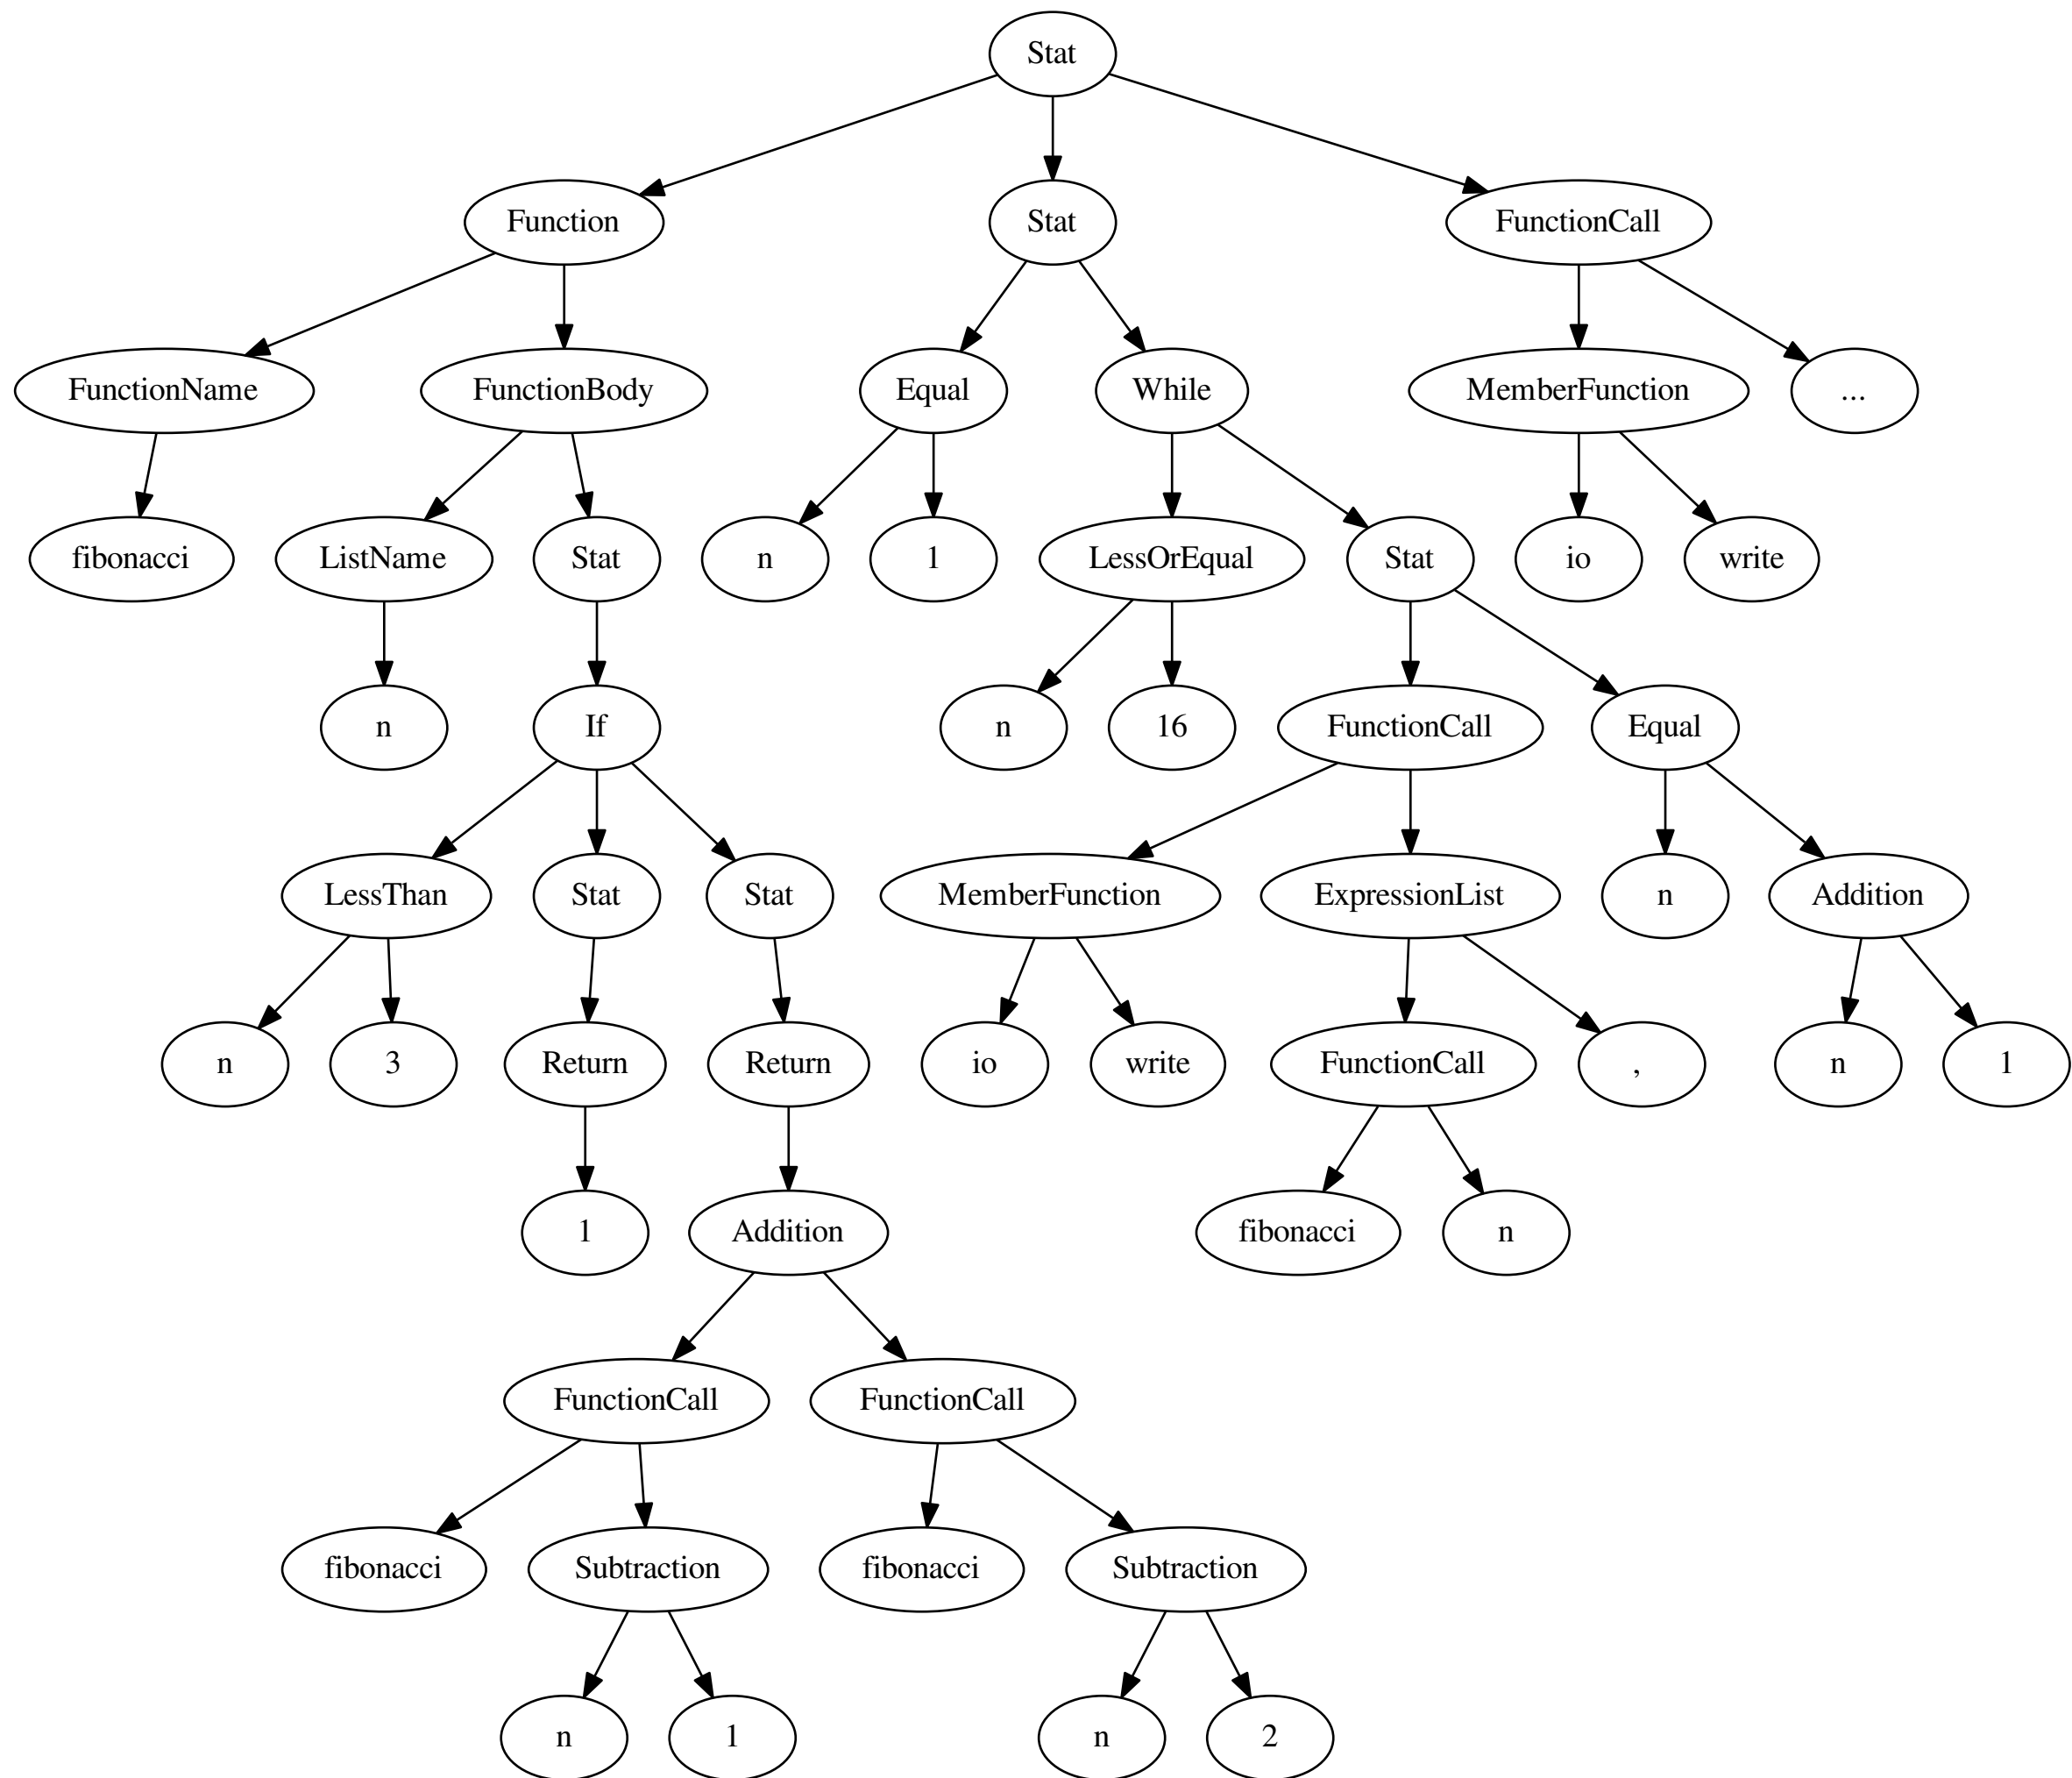 Stat
Function Stat FunctionCall
FunctionName FunctionBody Equal While MemberFunction ...
fibonacci ListName Stat n 1 LessOrEqual Stat io write
n If n 16 FunctionCall Equal
LessThan Stat Stat MemberFunction ExpressionList n Addition
n 3 Return Return io write FunctionCall , n 1
1 Addition fibonacci n
FunctionCall FunctionCall
fibonacci Subtraction fibonacci Subtraction
n 1 n 2